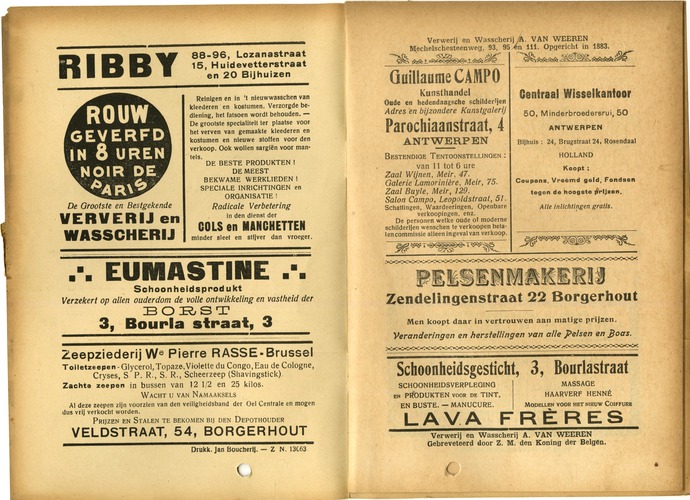 RIBBY
88-96, Lozanastraat
15, Huidevetterstraat
en 20 Bijhuizen
ROUW
GEVERFD
IN 8 UREN
NOIR DE
PARIS
De Grootste en Bestgekende
VERVERIJ en
WASSCHERIJ
Reinigen en in 't nieuwwasschen van
kleederen en kostumen. Verzorgde be-
diening, het fatsoen wordt behouden. —
De grootste specialiteit ter plaatse voor
het verven van gemaakte kleederen en
kostumen en nieuwe stoffen voor den
verkoop. Ook wollen sargiën voor man-
tels.
DE BESTE PRODUKTEN !
DE MEEST
BEKWAME WERKLIEDEN !
SPECIALE INRICHTINGEN en
ORGANISATIE !
Radicale Verbetering
in den dienst der
COLS en MANCHETTEN
minder steel en stijver dan vroeger.
EUMASTINE
Schoonheidsprodukt
Verzekert op allen ouderdom de volle ontwikkeling en vastheid der
BORST
3, Bourla straat, 3
Zeepziederij We Pierre RASSE-Brussel
Toiletzeepen - Glycerol, Topaze, Violette du Congo, Eau de Cologne,
Cryses, S P. R., S. R., Scheerzeep (Shavingstick).
Zachte zeepen in bussen van 12 1/2 en 25 kilos.
WACHT U VAN NAMAAKSELS
Al deze zeepen zijn voorzien van den veiligheidsband der Oel Centrale en mogen
dus vrij verkocht worden.
PRIJZEN EN STALEN TE BEKOMEN BIJ DEN DEPOTHOUDER
VELDSTRAAT, 54, BORGERHOUT
Drukk. Jan Boucherij. — Z N. 13063
Verwerij en Wasscherij A. VAN WEEREN
Mechelschesteenweg, 93, 95 en 111. Opgericht in 1883.
Guillaume CAMPO
Kunsthandel
Oude en hedendaagsche schilderijen
Adres en bijzondere Kunstgalerij
Parochiaanstraat, 4
ANTWERPEN
BESTENDIGE TENTOONSTELLINGEN :
van 11 tot 6 ure
Zaal Wijnen, Meir, 47.
Galerie Lamorinière, Meir, 75.
Zaal Buyle, Meir, 129.
Salon Campo, Leopoldstraat, 51.
Schattingen, Waardeeringen, Openbare
verkoopingen, enz.
De personen welke oude of moderne
schilderijen wenschen te verkoopen beta-
len commissie alleen ingeval van verkoop.
Centraal Wisselkantoor
50, Minderbroedersrui, 50
ANTWERPEN
Bijhuis : 24, Brugstraat 24, Rosendaal
HOLLAND
Koopt :
Coupons, Vreemd geld, Fondsen
tegen de hoogste prijzen,
Alle inlichtingen gratis.
PELSENMAKERIJ
Zendelingenstraat 22 Borgerhout
Men koopt daar in vertrouwen aan matige prijzen.
Veranderingen en herstellingen van alle Pelsen en Boas.
Schoonheidsgesticht, 3, Bourlastraat
SCHOONHEIDSVERPLEGING
EN PRODUKTEN VOOR DE TINT,
EN BUSTE. — MANUCURE.
MASSAGE
HAARVERF HENNÉ
MODELLEN VOOR HET NIEUW COIFFURE
LAVA FRÈRES
Verwerij en Wasscherij A. VAN WEEREN
Gebreveteerd door Z. M. den Koning der Belgen.